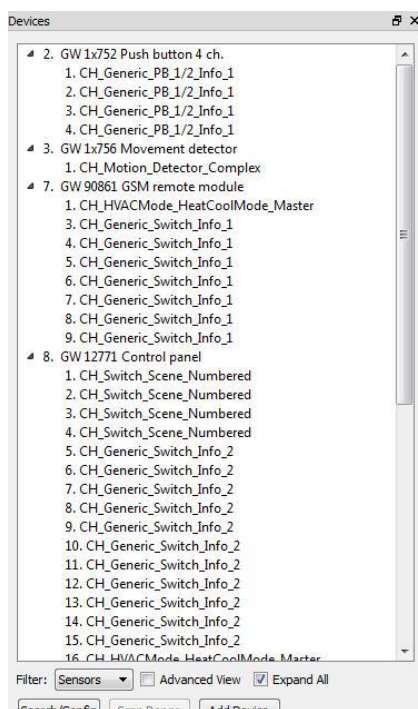 Devices
2. GW 1x752 Push button 4 ch.
1. CH_Generic_PB_1/2_Info_1
2. CH_Generic_PB_1/2_Info_1
3. CH_Generic_PB_1/2_Info_1
4. CH_Generic_PB_1/2_Info_1
3. GW 1x756 Movement detector
1. CH_Motion_Detector_Complex
7. GW 90861 GSM remote module
1. CH_HVACMode_HeatCoolMode_Master
3. CH_Generic_Switch_Info_1
4. CH_Generic_Switch_Info_1
5. CH_Generic_Switch_Info_1
6. CH_Generic_Switch_Info_1
7. CH_Generic_Switch_Info_1
8. CH_Generic_Switch_Info_1
9. CH_Generic_Switch_Info_1
8. GW 12771 Control panel
1. CH_Switch_Scene_Numbered
2. CH_Switch_Scene_Numbered
3. CH_Switch_Scene_Numbered
4. CH_Switch_Scene_Numbered
5. CH_Generic_Switch_Info_2
6. CH_Generic_Switch_Info_2
7. CH_Generic_Switch_Info_2
8. CH_Generic_Switch_Info_2
9. CH_Generic_Switch_Info_2
10. CH_Generic_Switch_Info_2
11. CH_Generic_Switch_Info_2
12. CH_Generic_Switch_Info_2
13. CH_Generic_Switch_Info_2
14. CH_Generic_Switch_Info_2
15. CH_Generic_Switch_Info_2
16. CH_HVACMode_HeatCoolMode_Master
Filter: Sensors Advanced View Expand All
Add Device